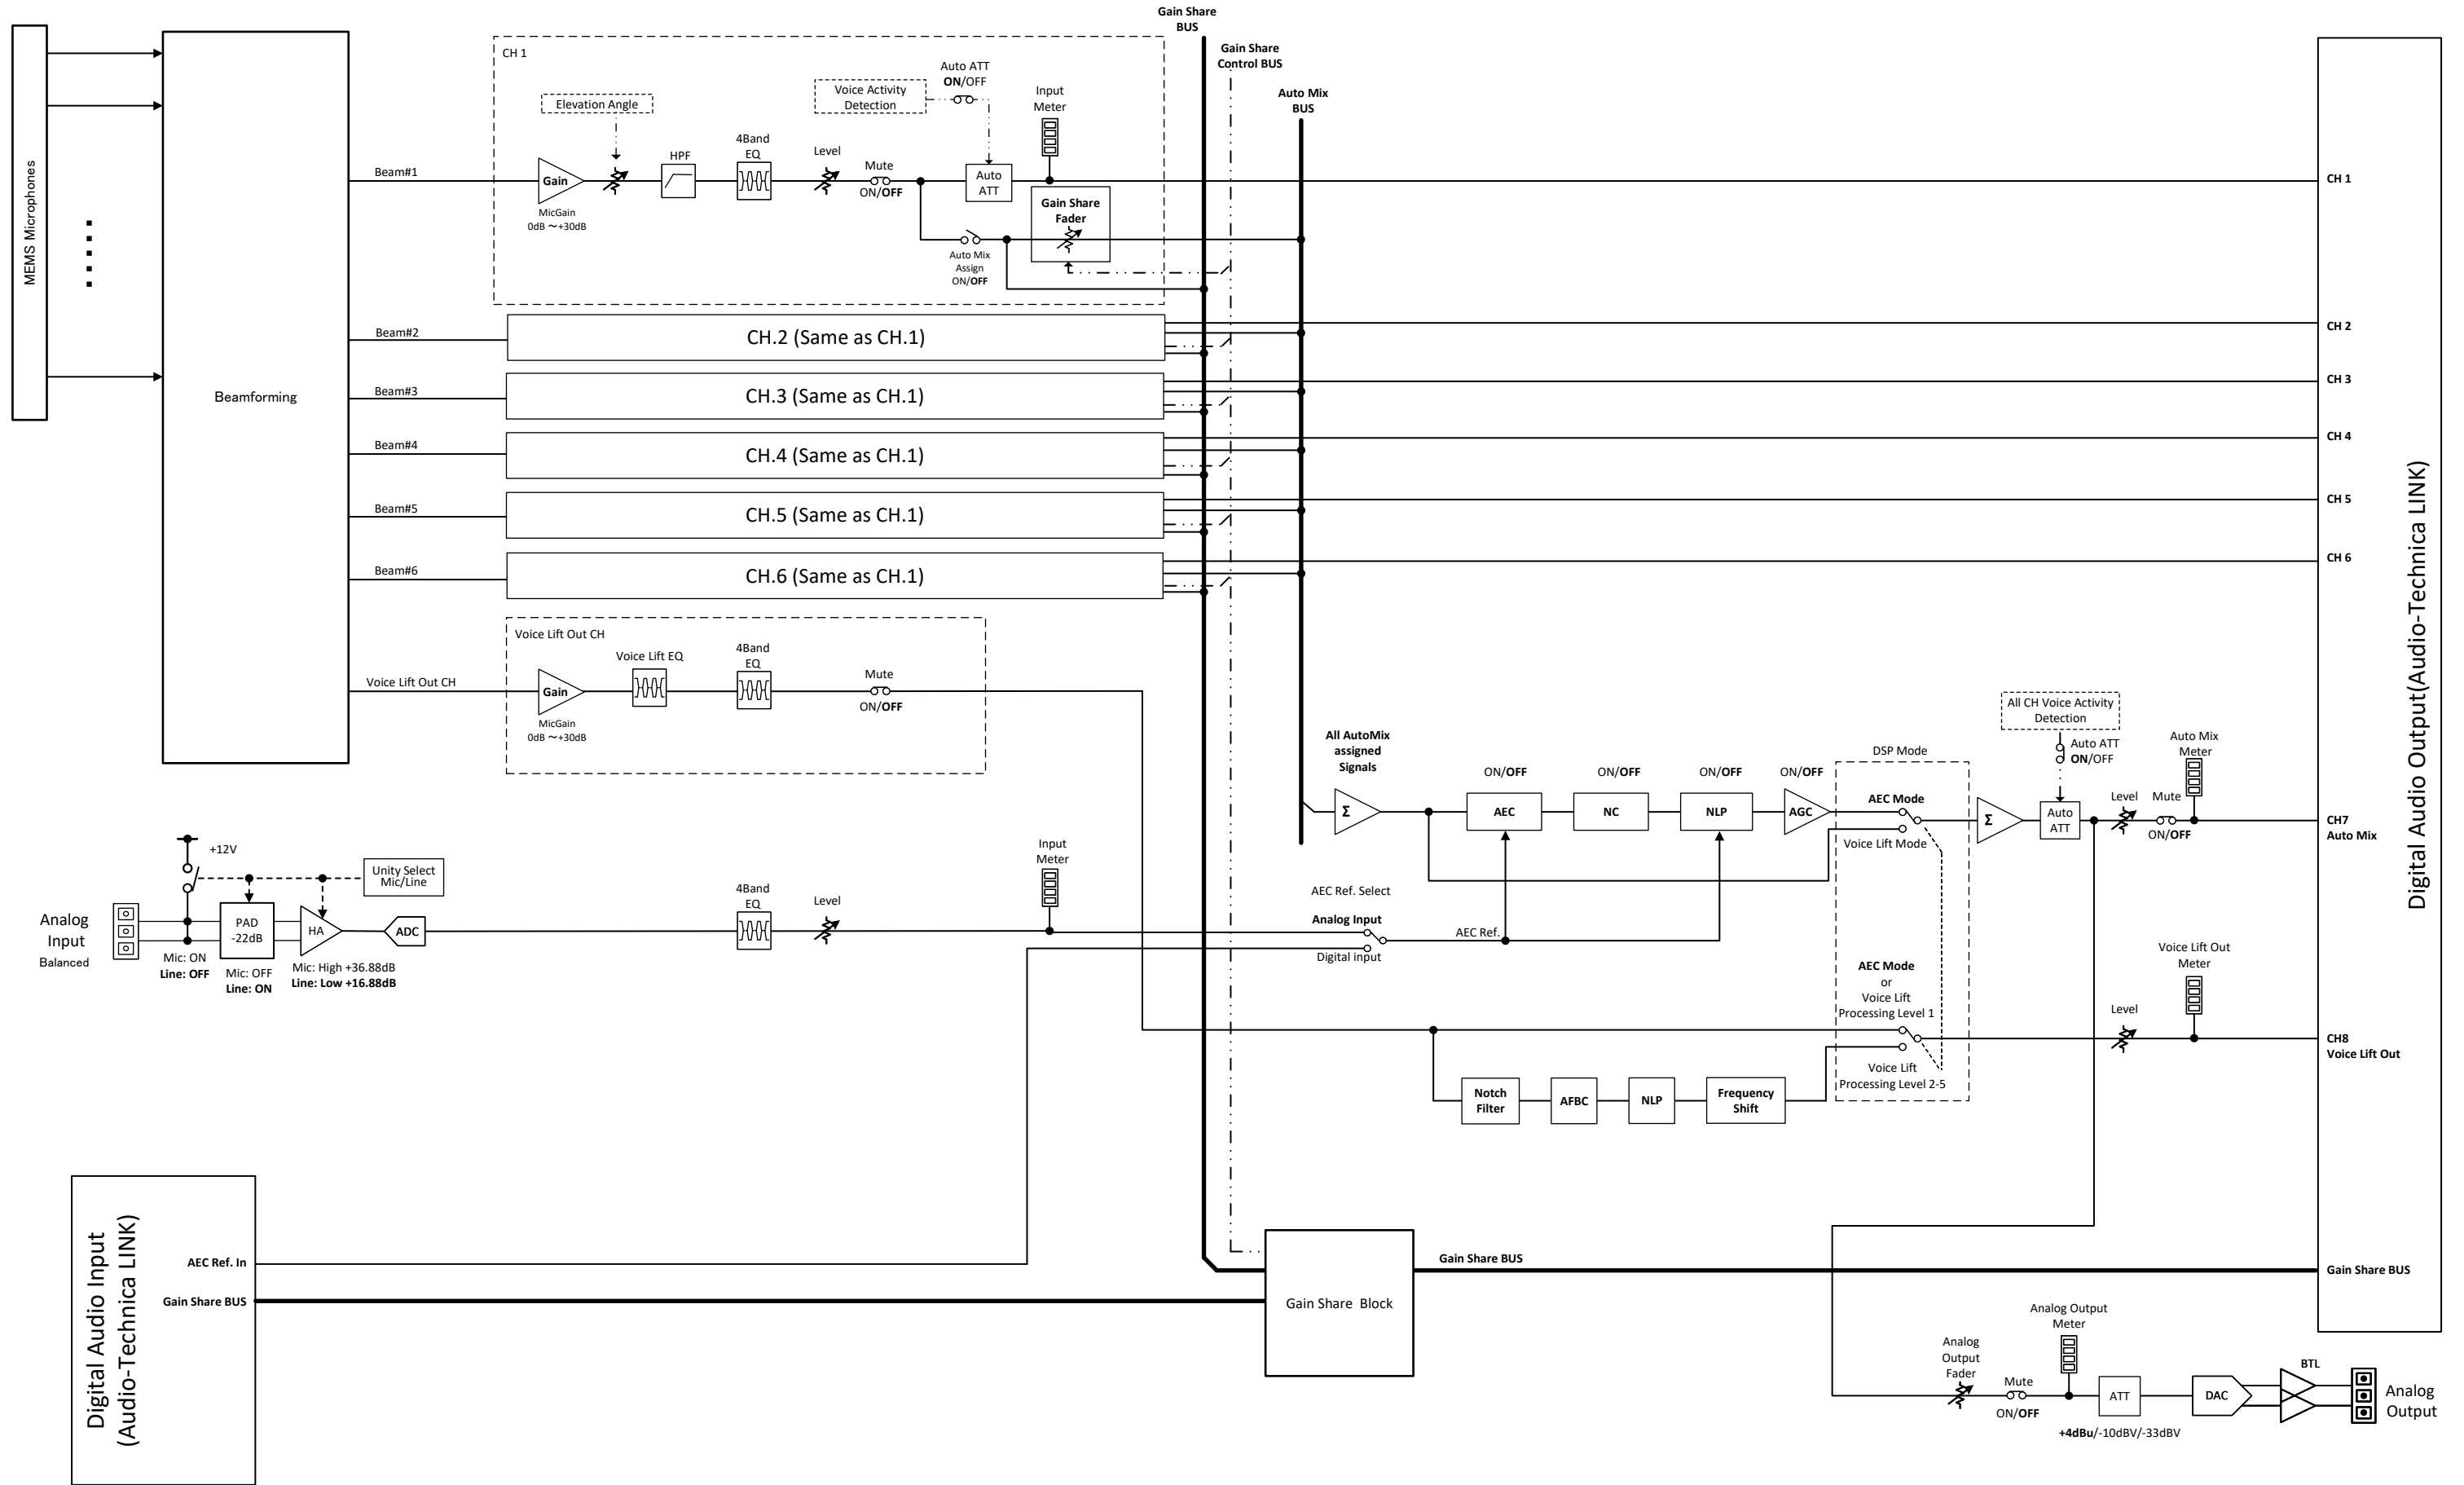 MEMS Microphones
Beamforming
Beam#1
Beam#2
Beam#3
Beam#4
Beam#5
Beam#6
Voice Lift Out CH
CH 1
Elevation Angle
Gain
MicGain
0dB ～+30dB
HPF
4Band
EQ
Level
Mute
ON/OFF
Voice Activity
Detection
Auto ATT
ON/OFF
Auto
ATT
Input
Meter
Gain Share
Fader
Auto Mix
Assign
ON/OFF
Gain Share
BUS
Gain Share
Control BUS
Auto Mix
BUS
CH.2 (Same as CH.1)
CH.3 (Same as CH.1)
CH.4 (Same as CH.1)
CH.5 (Same as CH.1)
CH.6 (Same as CH.1)
Voice Lift Out CH
Gain
MicGain
0dB ～+30dB
Voice Lift EQ
4Band
EQ
Mute
ON/OFF
Analog
Input
Balanced
+12V
Mic: ON
Line: OFF
PAD
-22dB
Mic: OFF
Line: ON
HA
Mic: High +36.88dB
Line: Low +16.88dB
Unity Select
Mic/Line
ADC
4Band
EQ
Level
Input
Meter
All AutoMix
assigned
Signals
Σ
ON/OFF
AEC
ON/OFF
NC
ON/OFF
NLP
ON/OFF
AGC
AEC Ref. Select
Analog Input
Digital input
AEC Ref.
DSP Mode
AEC Mode
Voice Lift Mode
AEC Mode
or
Voice Lift
Processing Level 1
Voice Lift
Processing Level 2-5
Notch
Filter
AFBC
NLP
Frequency
Shift
Σ
All CH Voice Activity
Detection
Auto ATT
ON/OFF
Auto
ATT
Level
Mute
ON/OFF
Auto Mix
Meter
Voice Lift Out
Meter
Level
Digital Audio Output(Audio-Technica LINK)
CH 1
CH 2
CH 3
CH 4
CH 5
CH 6
CH7
Auto Mix
CH8
Voice Lift Out
Gain Share BUS
Digital Audio Input
(Audio-Technica LINK)
AEC Ref. In
Gain Share BUS
Gain Share Block
Gain Share BUS
Analog
Output
Fader
Mute
ON/OFF
Analog Output
Meter
ATT
+4dBu/-10dBV/-33dBV
DAC
BTL
Analog
Output